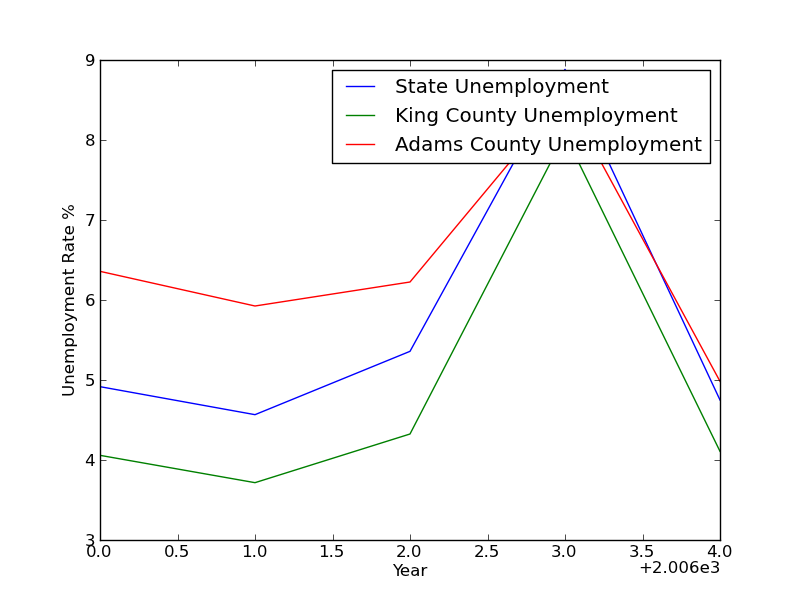 9
State Unemployment
King County Unemployment
Adams County Unemployment
8
7
6
5
4
3
Unemployment Rate %
0.0 0.5 1.0 1.5 2.0 2.5 3.0 3.5 4.0
+2.006e3
Year